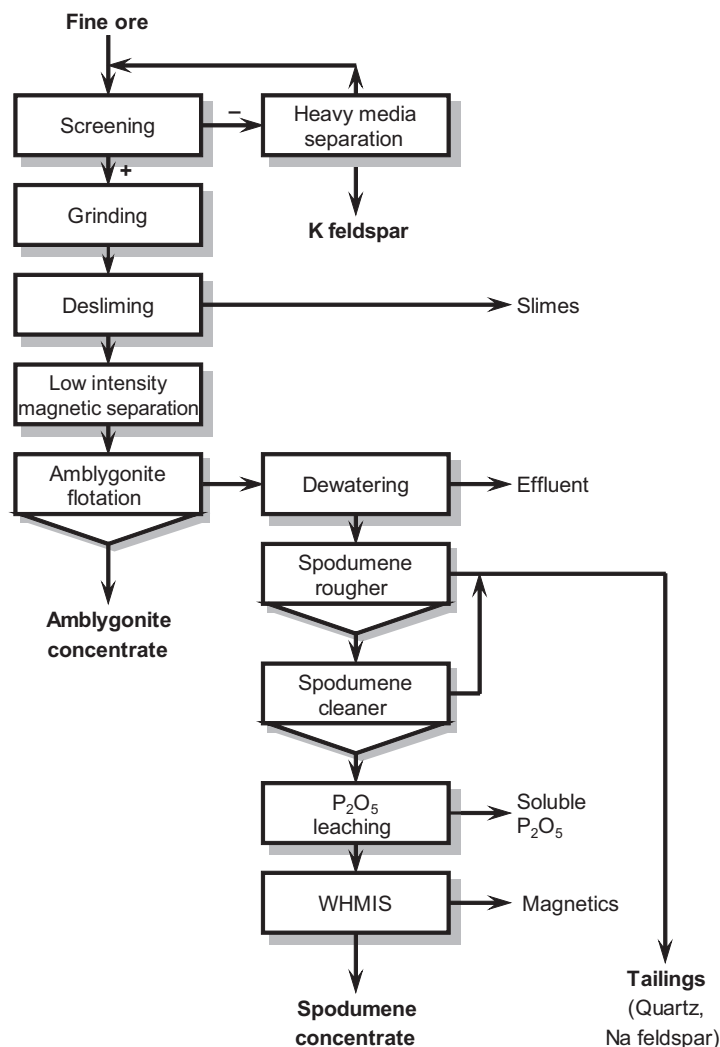 Fine ore
Screening
–
Heavy media
separation
+
Grinding
K feldspar
Desliming
Slimes
Low intensity
magnetic separation
Amblygonite
flotation
Dewatering
Effluent
Spodumene
rougher
Amblygonite
concentrate
Spodumene
cleaner
P₂O₅
leaching
Soluble
P₂O₅
WHMIS
Magnetics
Spodumene
concentrate
Tailings
(Quartz,
Na feldspar)